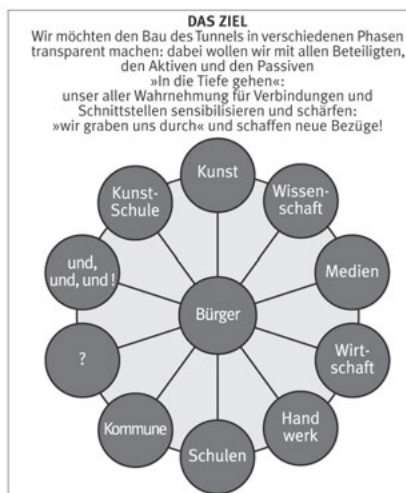 DAS ZIEL
Wir möchten den Bau des Tunnels in verschiedenen Phasen
transparent machen: dabei wollen wir mit allen Beteiligten,
den Aktiven und den Passiven
»In die Tiefe gehen«:
unser aller Wahrnehmung für Verbindungen und
Schnittstellen sensibilisieren und schärfen:
»wir graben uns durch« und schaffen neue Bezüge!
Kunst
Wissen-
schaft
Medien
Wirt-
schaft
Hand
werk
Schulen
Kommune
?
und,
und, und!
Kunst-
Schule
Bürger